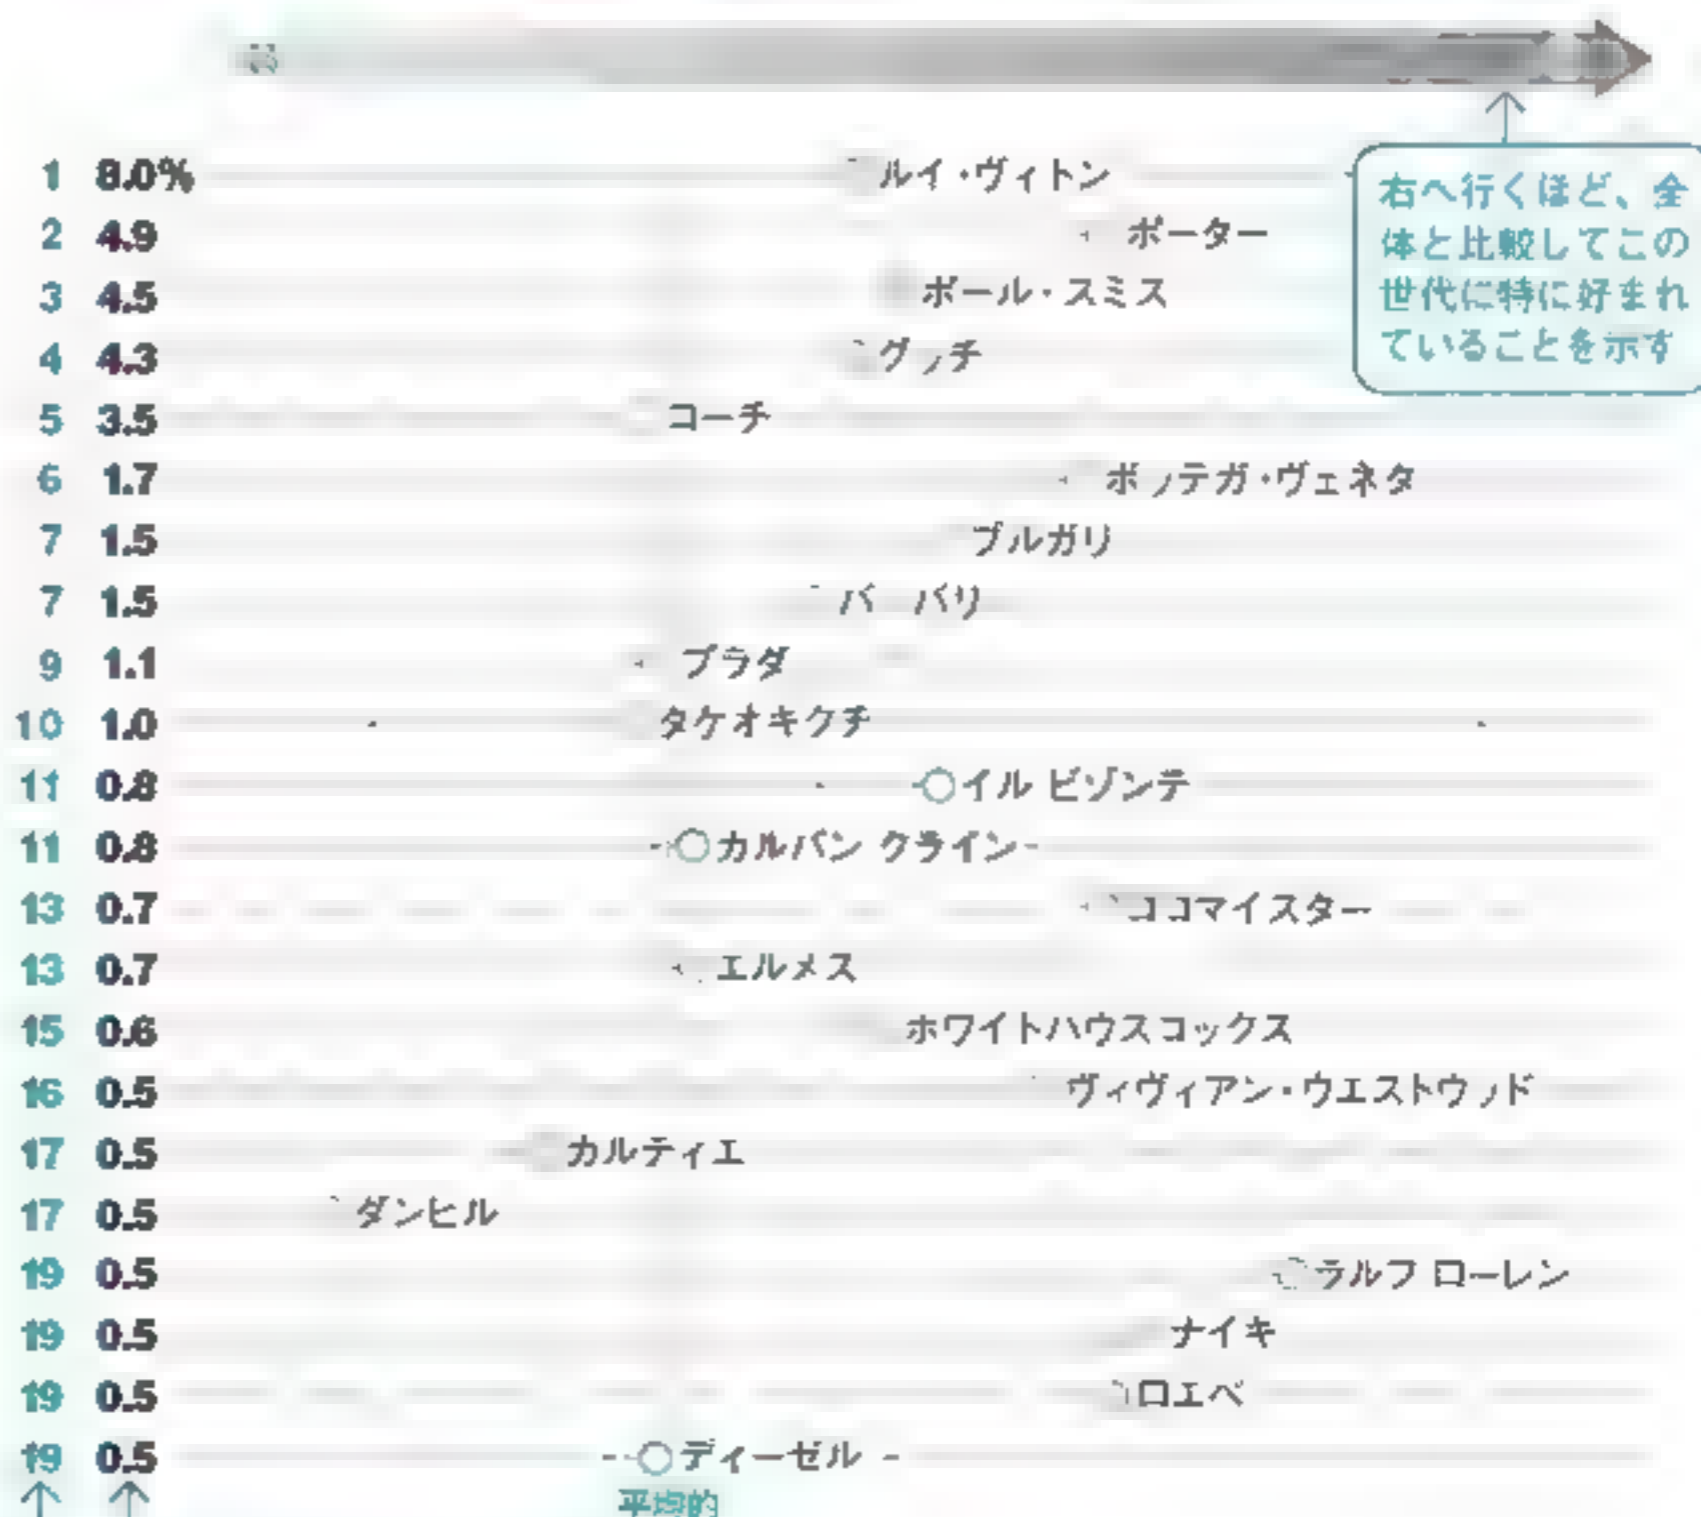 右へ行くほど、全
体と比較してこの
世代に特に好まれ
ていることを示す
1 8.0% ルイ・ヴィトン
2 4.9 ポーター
3 4.5 ポール・スミス
4 4.3 グッチ
5 3.5 コーチ
6 1.7 ボッテガ・ヴェネタ
7 1.5 ブルガリ
7 1.5 バーバリ
9 1.1 プラダ
10 1.0 タケオキクチ
11 0.8 イル ビゾンテ
11 0.8 カルバン クライン
13 0.7 ココマイスター
13 0.7 エルメス
15 0.6 ホワイトハウスコックス
16 0.5 ヴィヴィアン・ウエストウッド
17 0.5 カルティエ
17 0.5 ダンヒル
19 0.5 ラルフ ローレン
19 0.5 ナイキ
19 0.5 ロエベ
19 0.5 ディーゼル
平均的